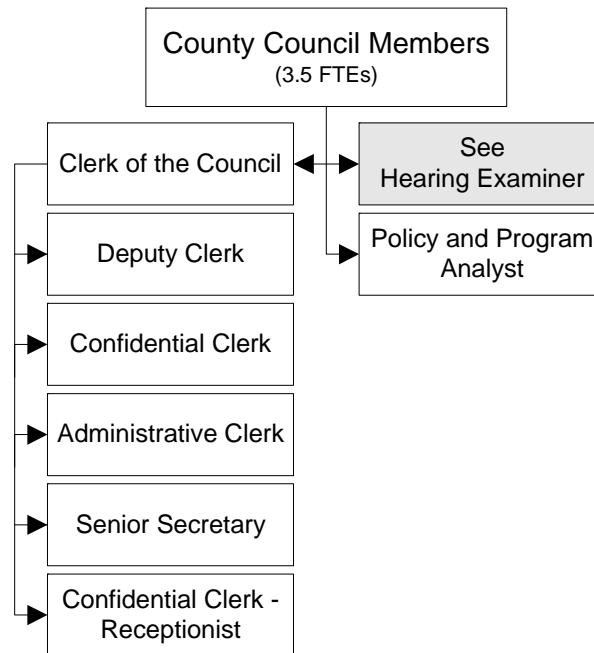 County Council Members
(3.5 FTEs)
Clerk of the Council
See
Hearing Examiner
Deputy Clerk
Policy and Program
Analyst
Confidential Clerk
Administrative Clerk
Senior Secretary
Confidential Clerk -
Receptionist